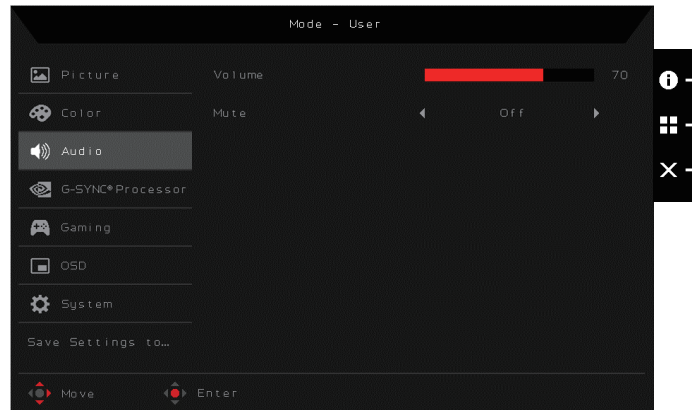 Mode - User
Picture
Volume 70
Color
Mute Off
Audio
G-SYNC® Processor
Gaming
OSD
System
Save Settings to…
Move Enter